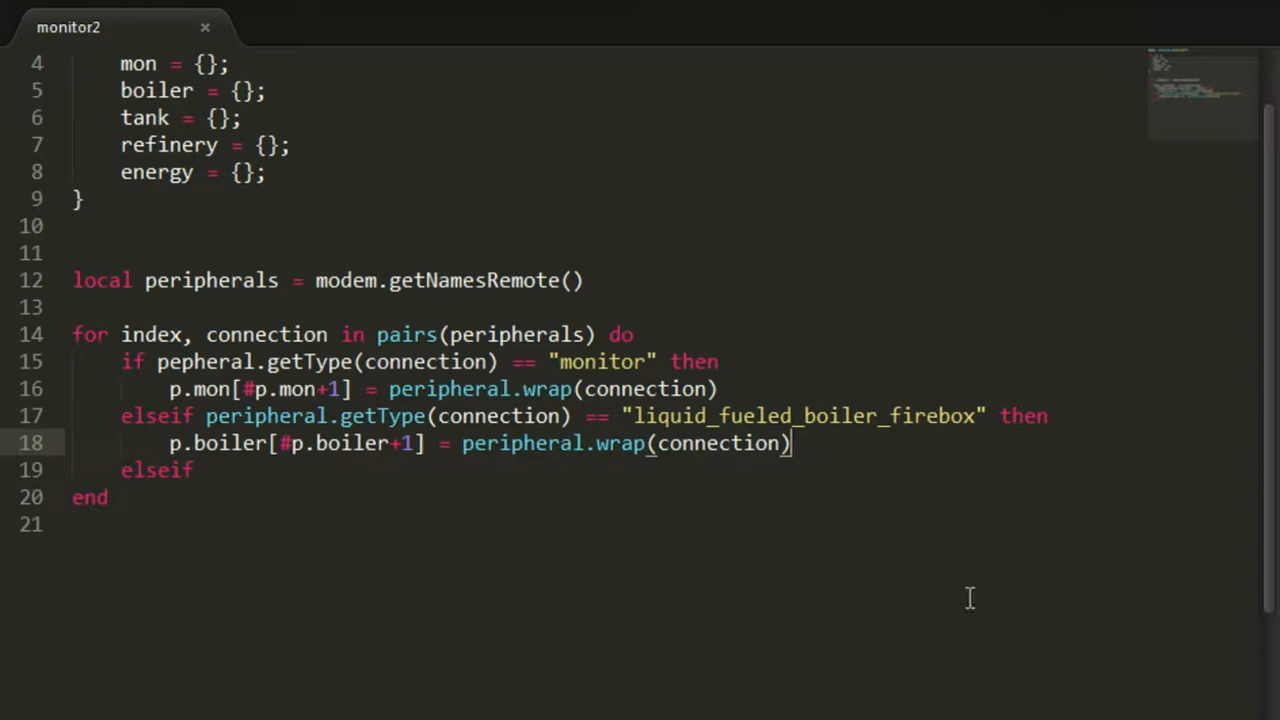 monitor2 ×
4 mon = {};
5 boiler = {};
6 tank = {};
7 refinery = {};
8 energy = {};
9 }
10
11
12 local peripherals = modem.getNamesRemote()
13
14 for index, connection in pairs(peripherals) do
15 if pepheral.getType(connection) == "monitor" then
16 p.mon[#p.mon+1] = peripheral.wrap(connection)
17 elseif peripheral.getType(connection) == "liquid_fueled_boiler_firebox" then
18 p.boiler[#p.boiler+1] = peripheral.wrap(connection)
19 elseif
20 end
21